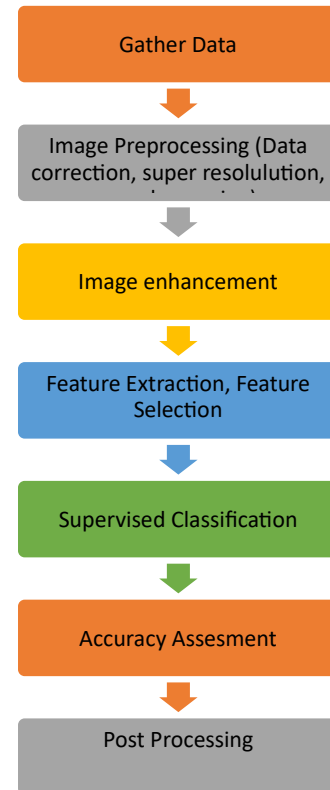 Gather Data
Image Preprocessing (Data
correction, super resolulution,
Image enhancement
Feature Extraction, Feature
Selection
Supervised Classification
Accuracy Assesment
Post Processing